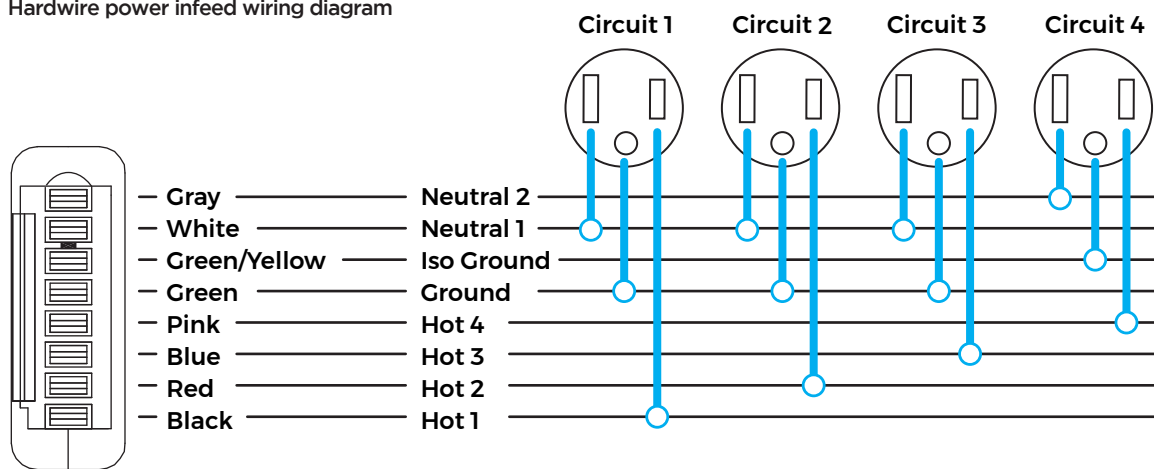 Hardwire power infeed wiring diagram
Circuit 1 Circuit 2 Circuit 3 Circuit 4
Gray Neutral 2
White Neutral 1
Green/Yellow Iso Ground
Green Ground
Pink Hot 4
Blue Hot 3
Red Hot 2
Black Hot 1